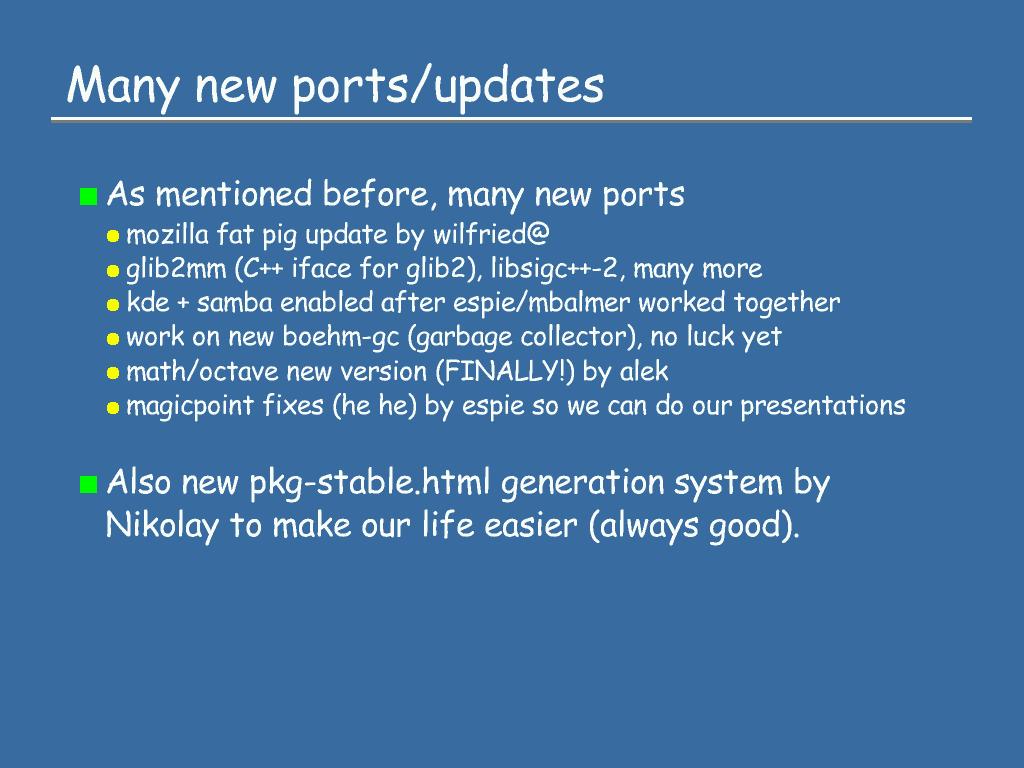 Many new ports/updates
As mentioned before, many new ports
mozilla fat pig update by wilfried@
glib2mm (C++ iface for glib2), libsigc++-2, many more
kde + samba enabled after espie/mbalmer worked together
work on new boehm-gc (garbage collector), no luck yet
math/octave new version (FINALLY!) by alek
magicpoint fixes (he he) by espie so we can do our presentations
Also new pkg-stable.html generation system by
Nikolay to make our life easier (always good).